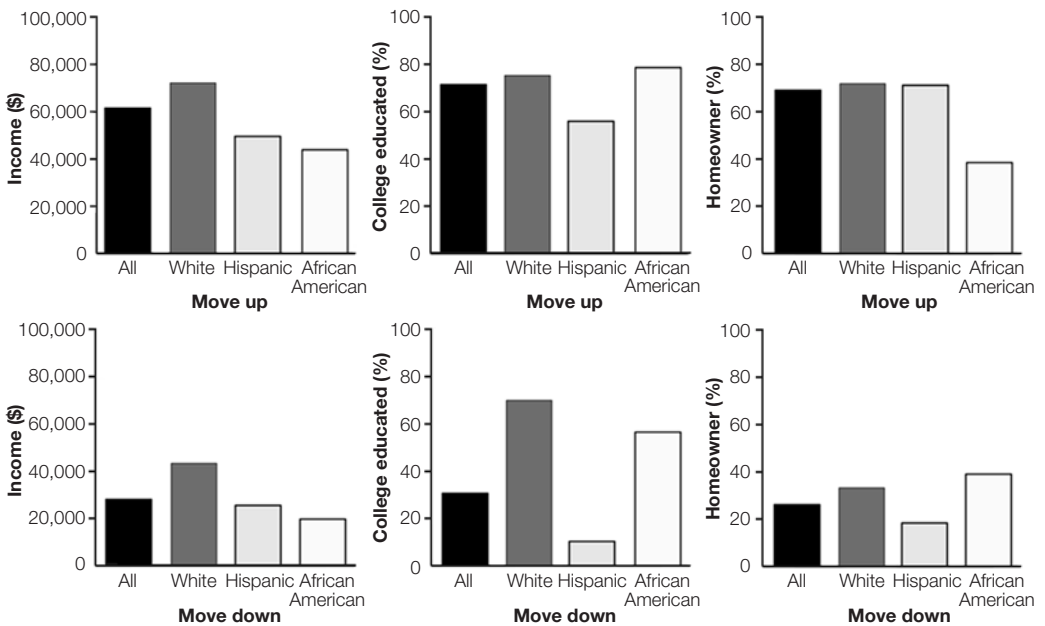 Income ($)
100,000
80,000
60,000
40,000
20,000
0
All White Hispanic African
American
Move up
College educated (%)
100
80
60
40
20
0
All White Hispanic African
American
Move up
Homeowner (%)
100
80
60
40
20
0
All White Hispanic African
American
Move up
Income ($)
100,000
80,000
60,000
40,000
20,000
0
All White Hispanic African
American
Move down
College educated (%)
100
80
60
40
20
0
All White Hispanic African
American
Move down
Homeowner (%)
100
80
60
40
20
0
All White Hispanic African
American
Move down